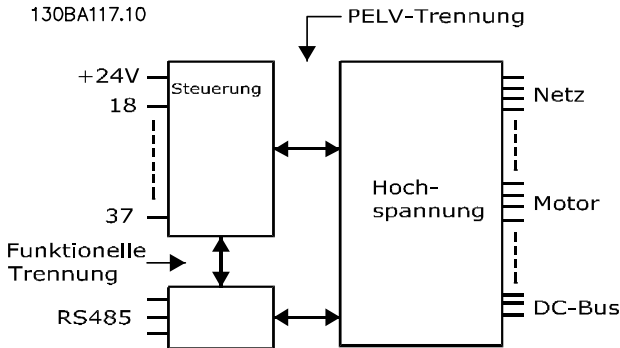 130BA117.10
PELV-Trennung
+24V
Steuerung
18
Netz
Hoch-
spannung
37
Motor
Funktionelle
Trennung
RS485
DC-Bus